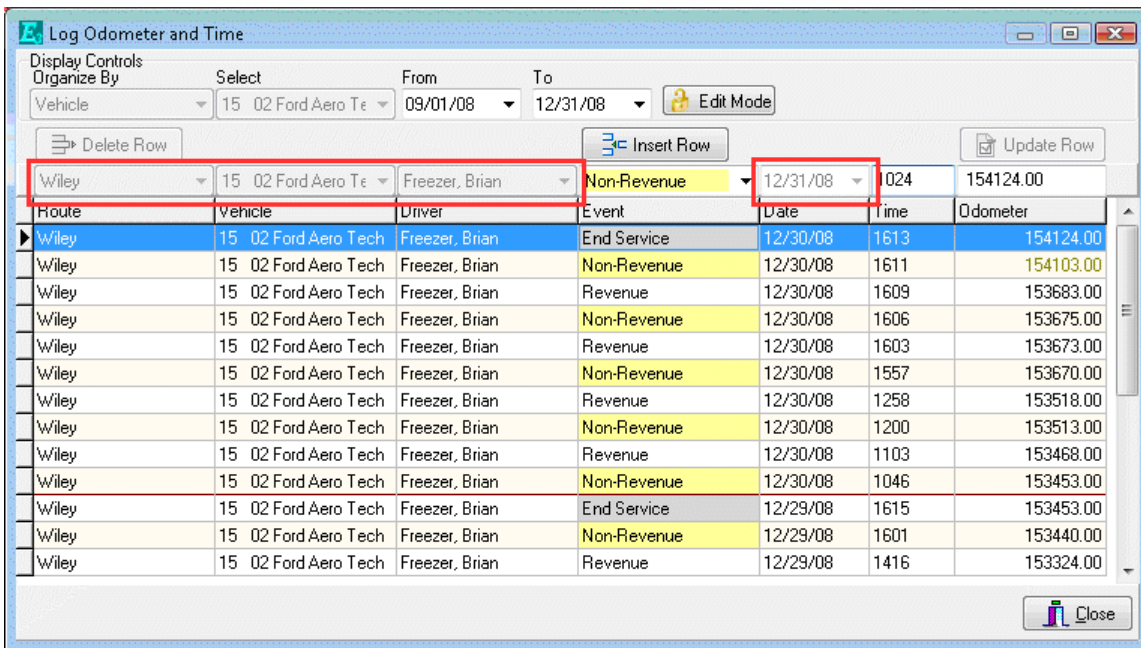 Log Odometer and Time
Display Controls
Organize By Select From To
Vehicle 15 02 Ford Aero Te 09/01/08 12/31/08 Edit Mode
Delete Row Insert Row Update Row
Wiley 15 02 Ford Aero Te Freezer, Brian Non-Revenue 12/31/08 1024 154124.00
Route Vehicle Driver Event Date Time Odometer
Wiley 15 02 Ford Aero Tech Freezer, Brian End Service 12/30/08 1613 154124.00
Wiley 15 02 Ford Aero Tech Freezer, Brian Non-Revenue 12/30/08 1611 154103.00
Wiley 15 02 Ford Aero Tech Freezer, Brian Revenue 12/30/08 1609 153683.00
Wiley 15 02 Ford Aero Tech Freezer, Brian Non-Revenue 12/30/08 1606 153675.00
Wiley 15 02 Ford Aero Tech Freezer, Brian Revenue 12/30/08 1603 153673.00
Wiley 15 02 Ford Aero Tech Freezer, Brian Non-Revenue 12/30/08 1557 153670.00
Wiley 15 02 Ford Aero Tech Freezer, Brian Revenue 12/30/08 1258 153518.00
Wiley 15 02 Ford Aero Tech Freezer, Brian Non-Revenue 12/30/08 1200 153513.00
Wiley 15 02 Ford Aero Tech Freezer, Brian Revenue 12/30/08 1103 153468.00
Wiley 15 02 Ford Aero Tech Freezer, Brian Non-Revenue 12/30/08 1046 153453.00
Wiley 15 02 Ford Aero Tech Freezer, Brian End Service 12/29/08 1615 153453.00
Wiley 15 02 Ford Aero Tech Freezer, Brian Non-Revenue 12/29/08 1601 153440.00
Wiley 15 02 Ford Aero Tech Freezer, Brian Revenue 12/29/08 1416 153324.00
Close